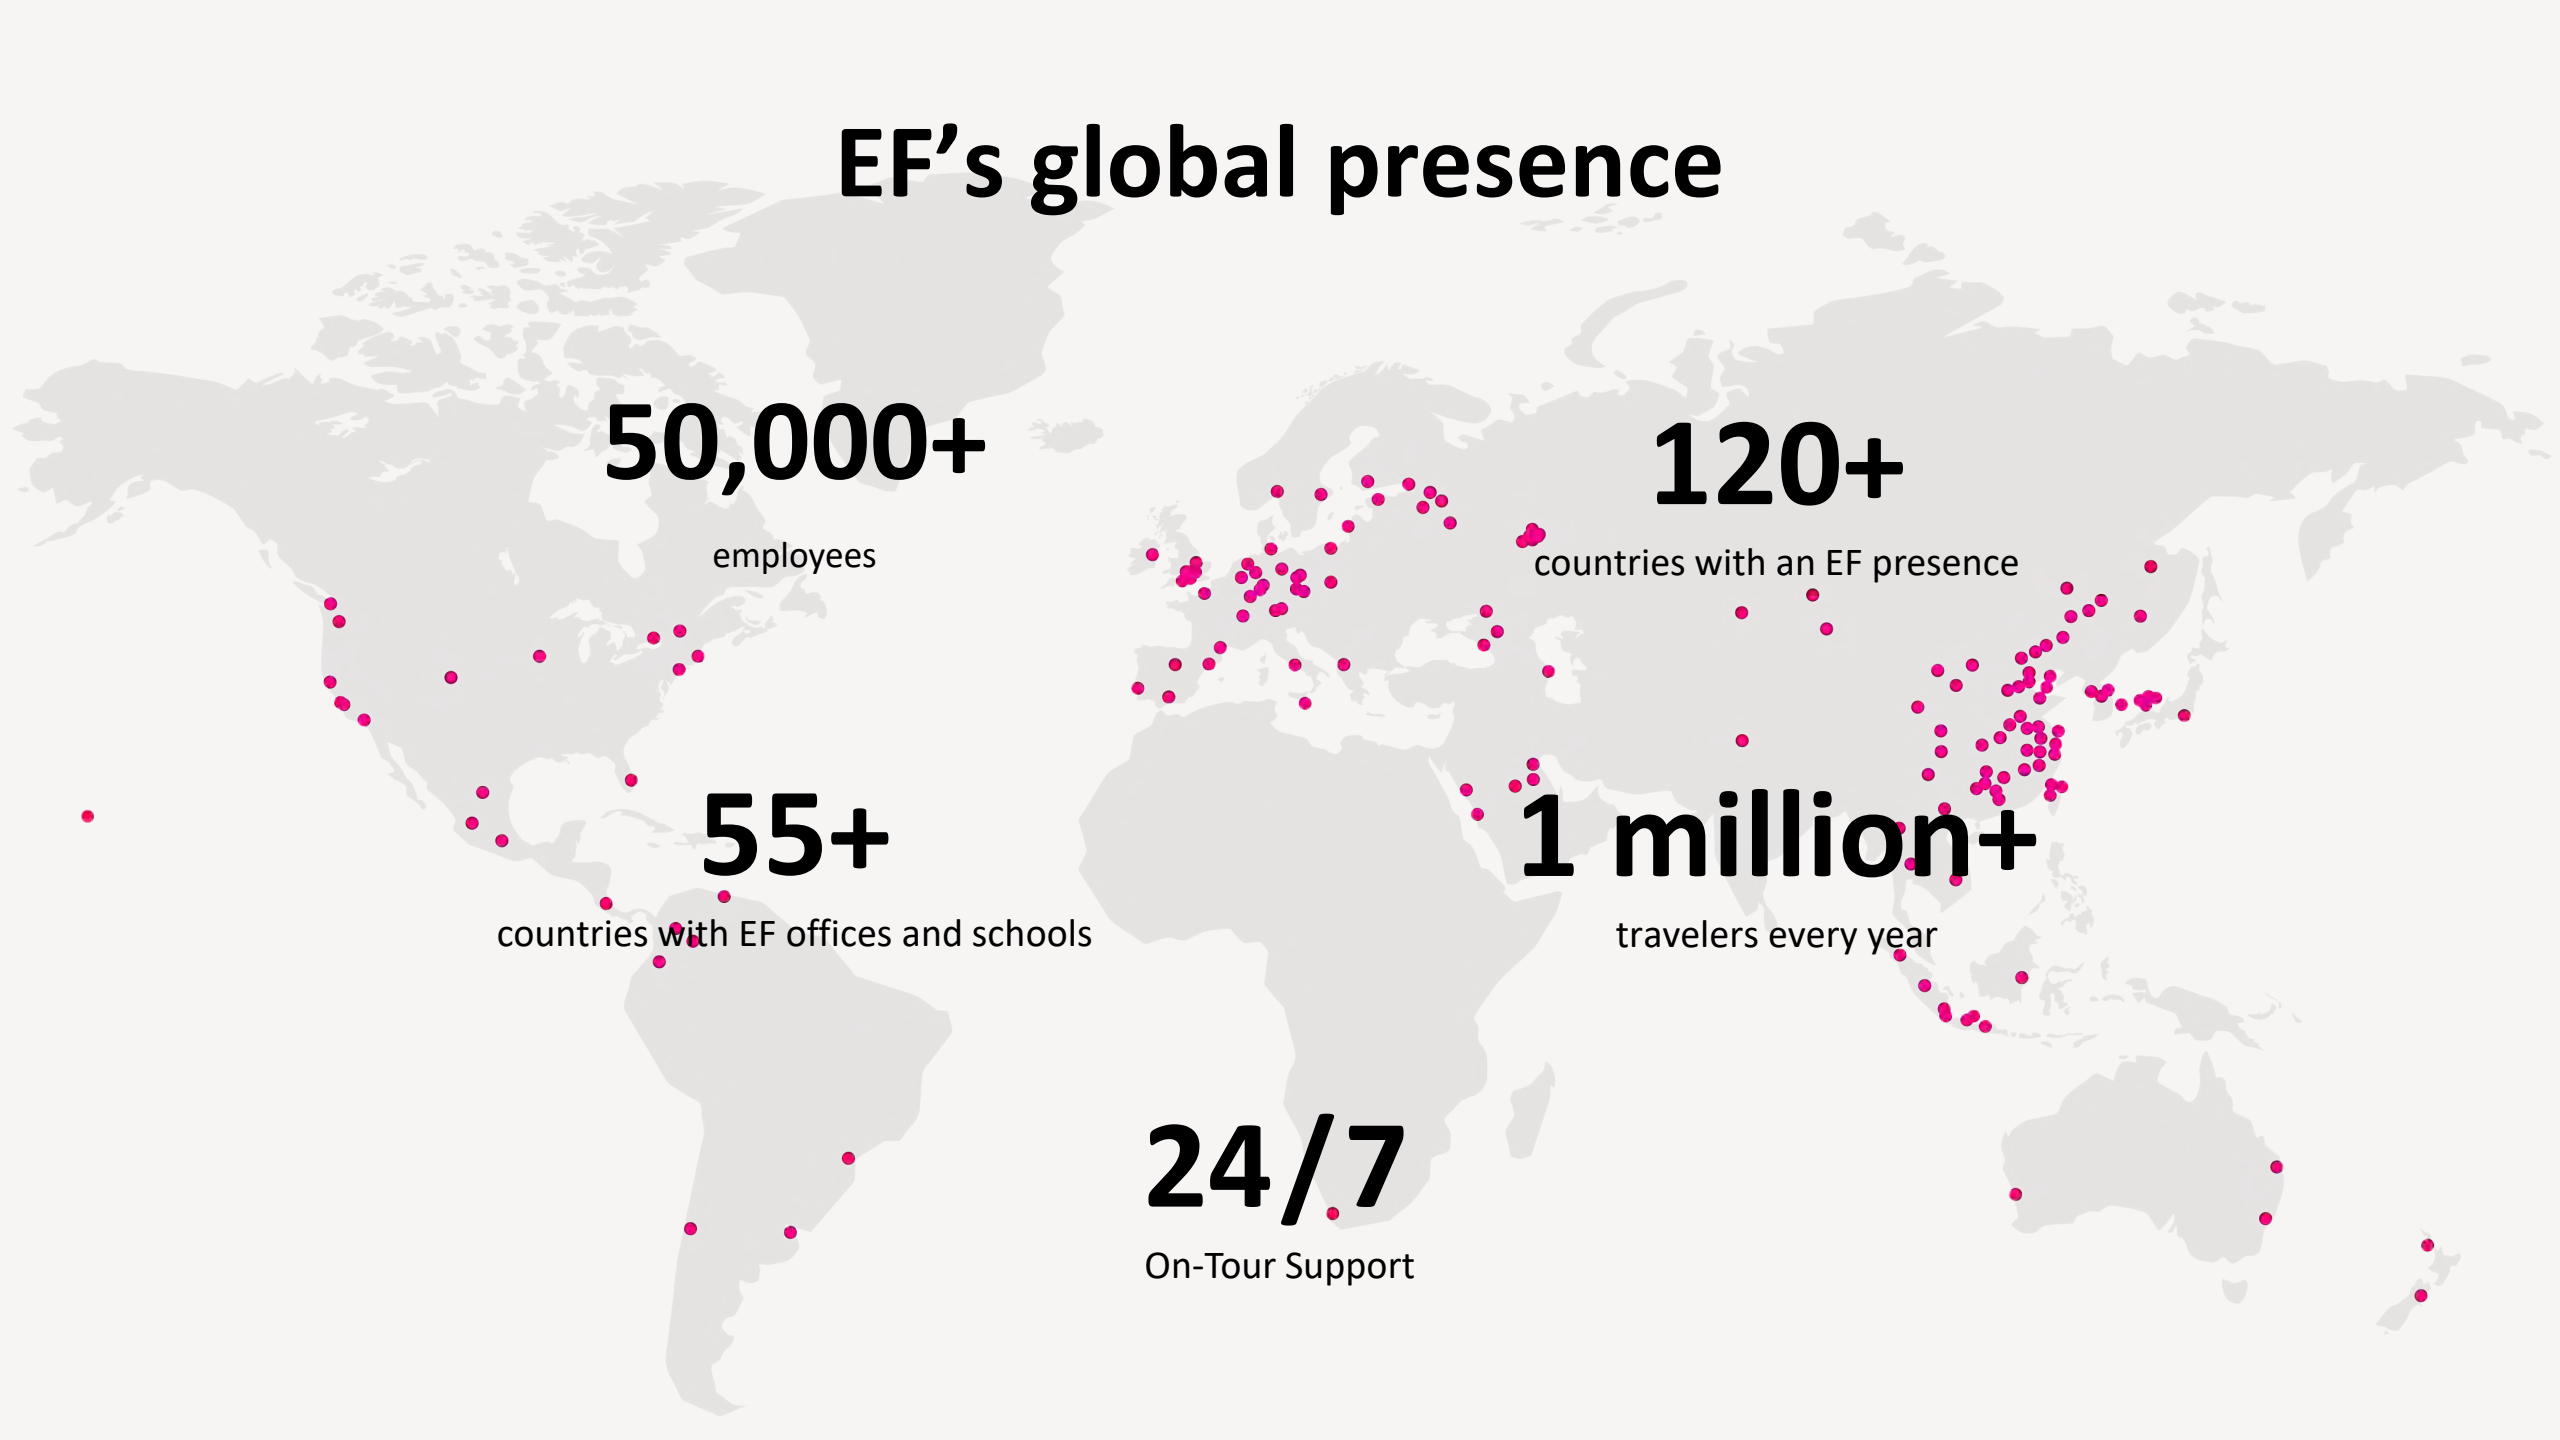 EF’s global presence
50,000+
employees
120+
countries with an EF presence
55+
countries with EF offices and schools
1 million+
travelers every year
24/7
On-Tour Support